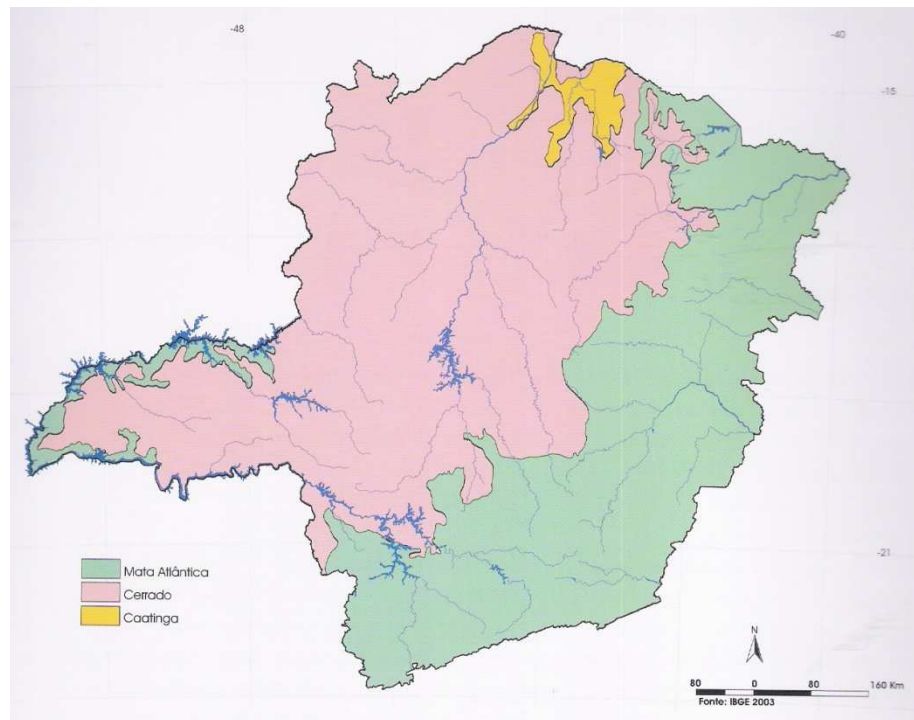 -48
-40
-15
-21
Mata Atlântica
Cerrado
Caatinga
N
80 0 80 160 Km
Fonte: IBGE 2003